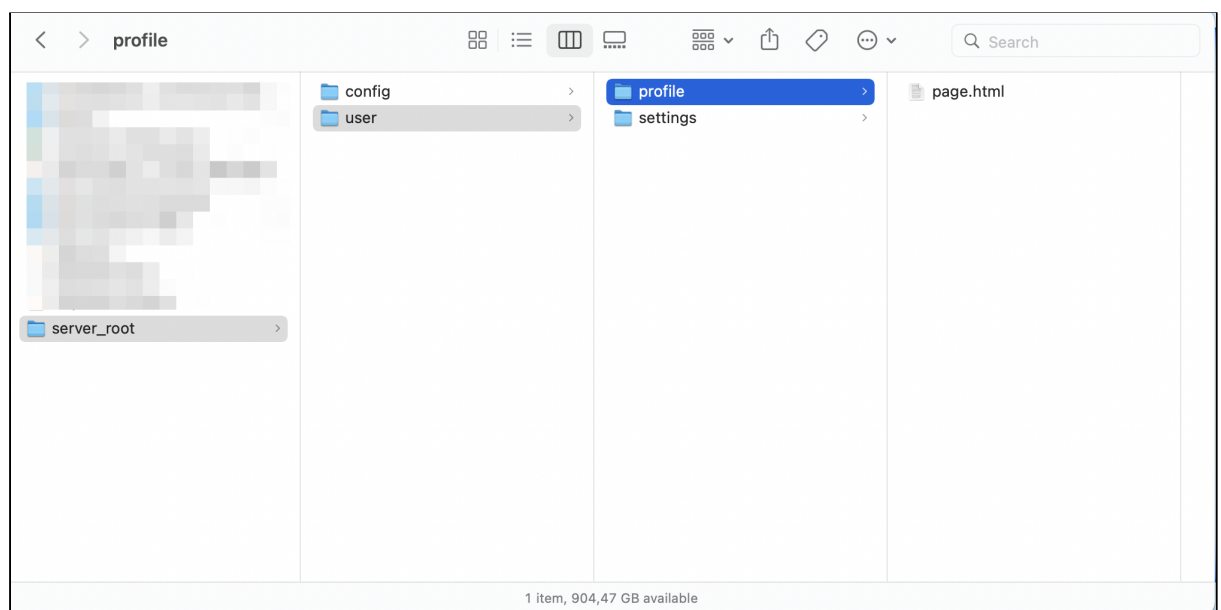 profile
Search
server_root
config
user
profile
settings
page.html
1 item, 904,47 GB available